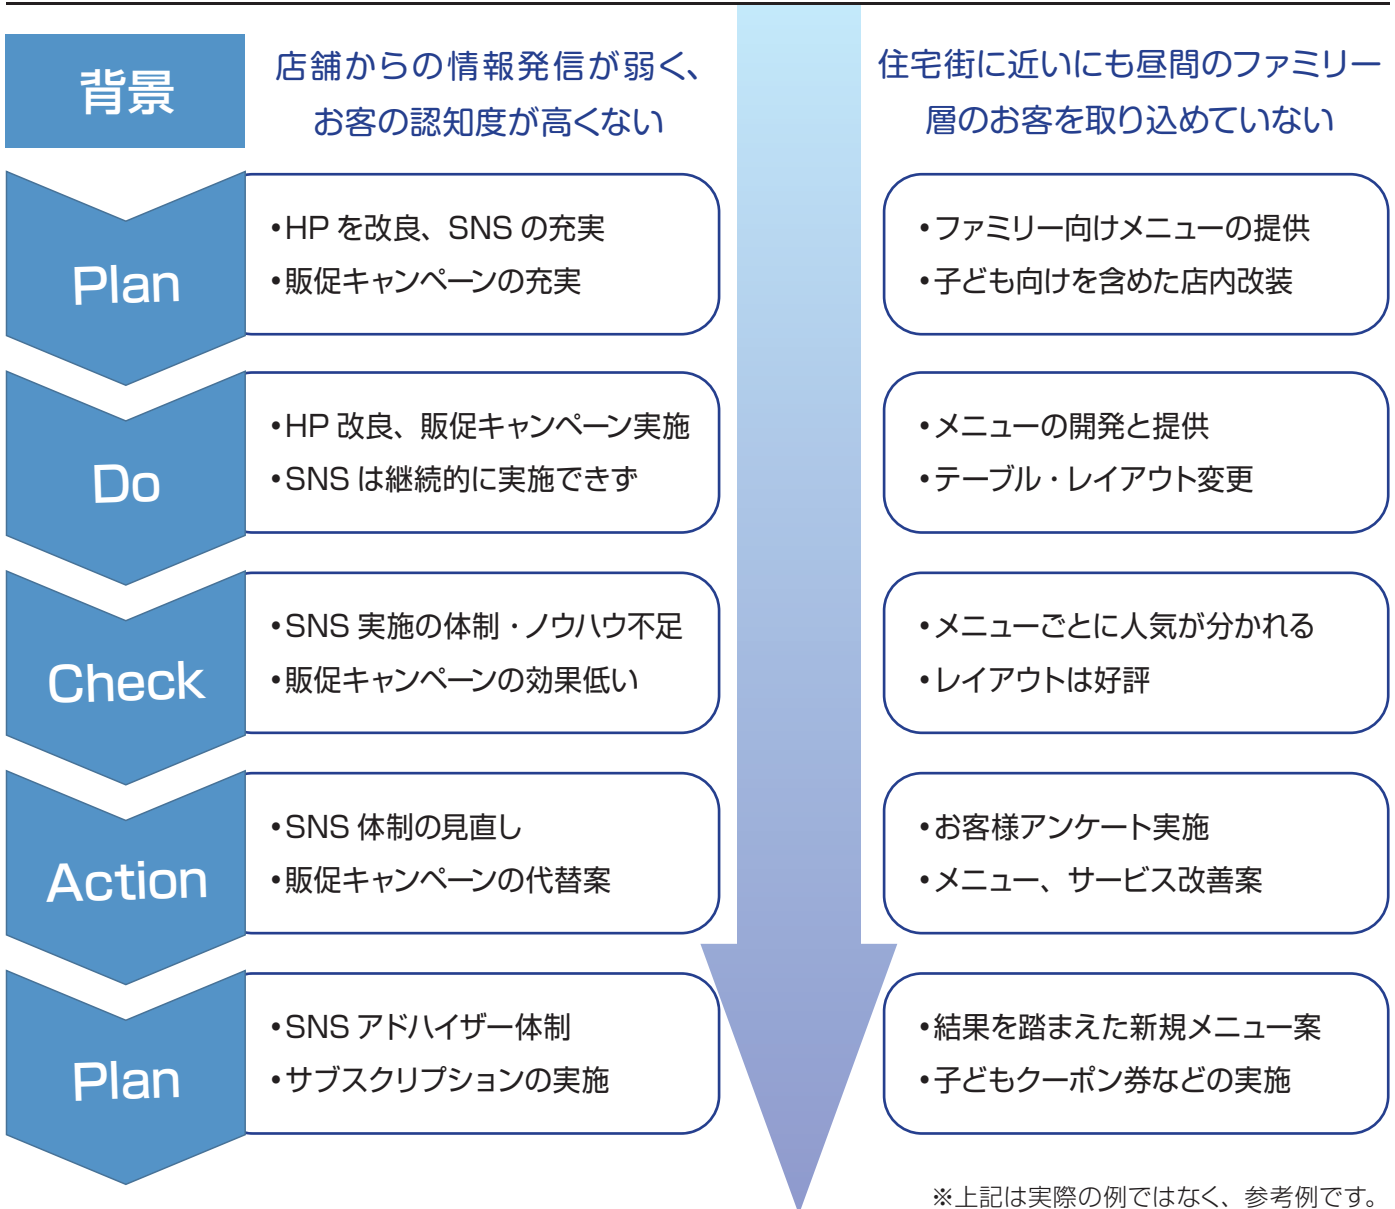 背景
店舗からの情報発信が弱く、
お客の認知度が高くない
住宅街に近いにも昼間のファミリー
層のお客を取り込めていない
Plan
•HP を改良、SNS の充実
•販促キャンペーンの充実
•ファミリー向けメニューの提供
•子ども向けを含めた店内改装
Do
•HP 改良、販促キャンペーン実施
•SNS は継続的に実施できず
•メニューの開発と提供
•テーブル・レイアウト変更
Check
•SNS 実施の体制・ノウハウ不足
•販促キャンペーンの効果低い
•メニューごとに人気が分かれる
•レイアウトは好評
Action
•SNS 体制の見直し
•販促キャンペーンの代替案
•お客様アンケート実施
•メニュー、サービス改善案
Plan
•SNS アドハイザー体制
•サブスクリプションの実施
•結果を踏まえた新規メニュー案
•子どもクーポン券などの実施
※上記は実際の例ではなく、参考例です。